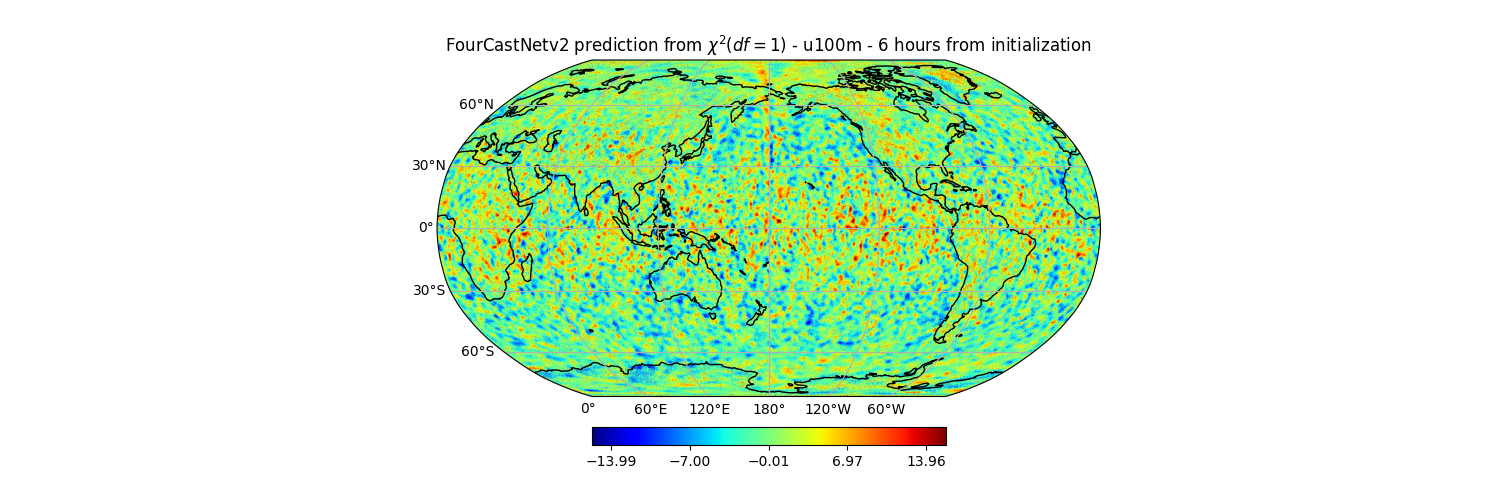 FourCastNetv2 prediction from χ²(df = 1) - u100m - 6 hours from initialization
60°N
30°N
0°
30°S
60°S
0° 60°E 120°E 180° 120°W 60°W
−13.99 −7.00 −0.01 6.97 13.96